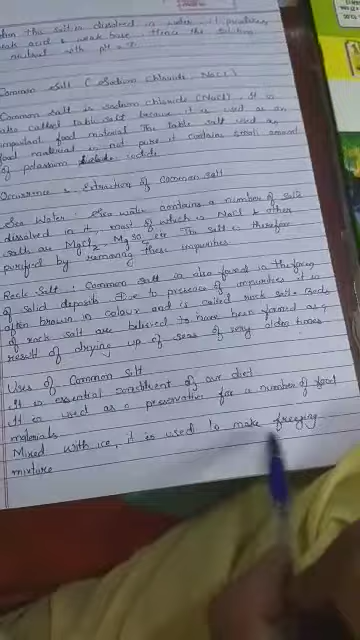 salt is dissolved in water it produces
weak acid & weak base. Hence the solution
neutral with pH = 7.
Common Salt (Sodium Chloride NaCl)
Common Salt is sodium chloride (NaCl). It is
also called table salt because it is used as an
important food material. The table salt used as
food material is not pure it contains small amount
of potassium iodide
Occurrence & Extraction of Common salt
Sea Water : Sea water contains a number of salts
dissolved in it most of which is NaCl & other
salts are MgCl2, MgSO4 etc. The salt is therefore
purified by removing these impurities.
Rock Salt : Common salt is also found in the form
of solid deposits. Due to presence of impurities it is
often brown in colour and is called rock salt. Beds
of rock salt are believed to have been formed as a
result of drying up of seas of very olden times
Uses of Common Salt
It is essential constituent of our diet
It is used as a preservative for a number of food
materials
Mixed with ice, it is used to make freezing
mixture